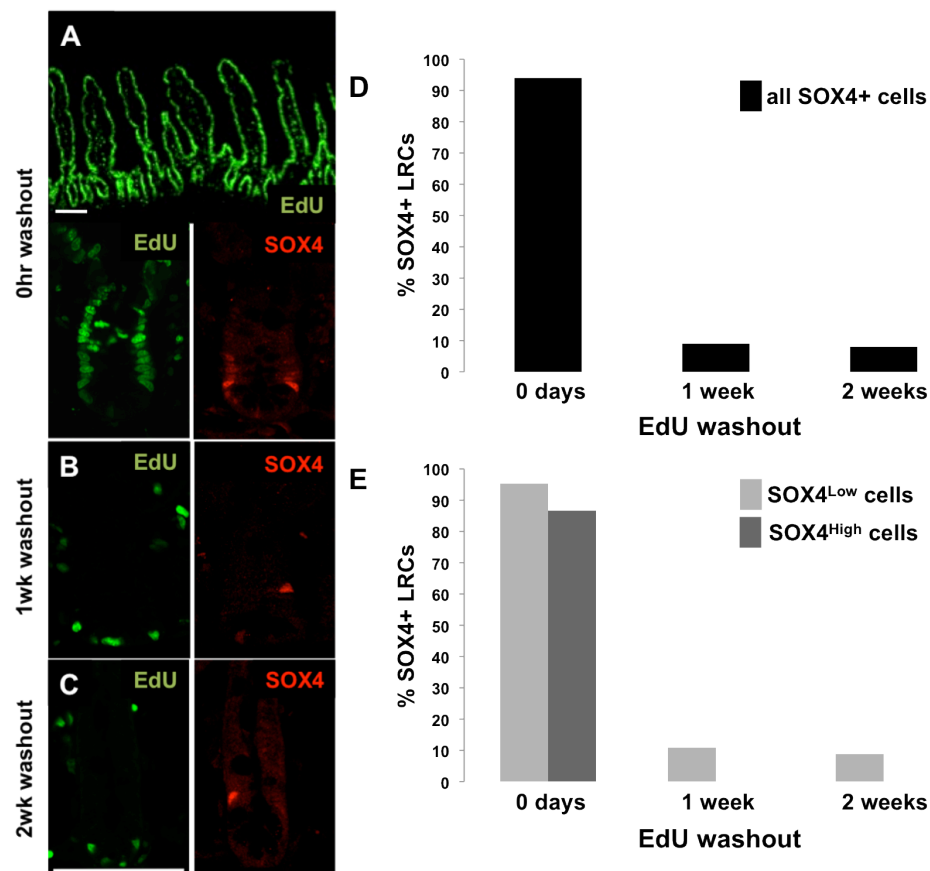 A
EdU
0hr washout
EdU
SOX4
B
EdU
SOX4
1wk washout
C
EdU
SOX4
2wk washout
D
100
90
80
70
60
50
40
30
20
10
0
% SOX4+ LRCs
all SOX4+ cells
0 days
1 week
2 weeks
EdU washout
E
100
90
80
70
60
50
40
30
20
10
0
% SOX4+ LRCs
SOX4Low cells
SOX4High cells
0 days
1 week
2 weeks
EdU washout